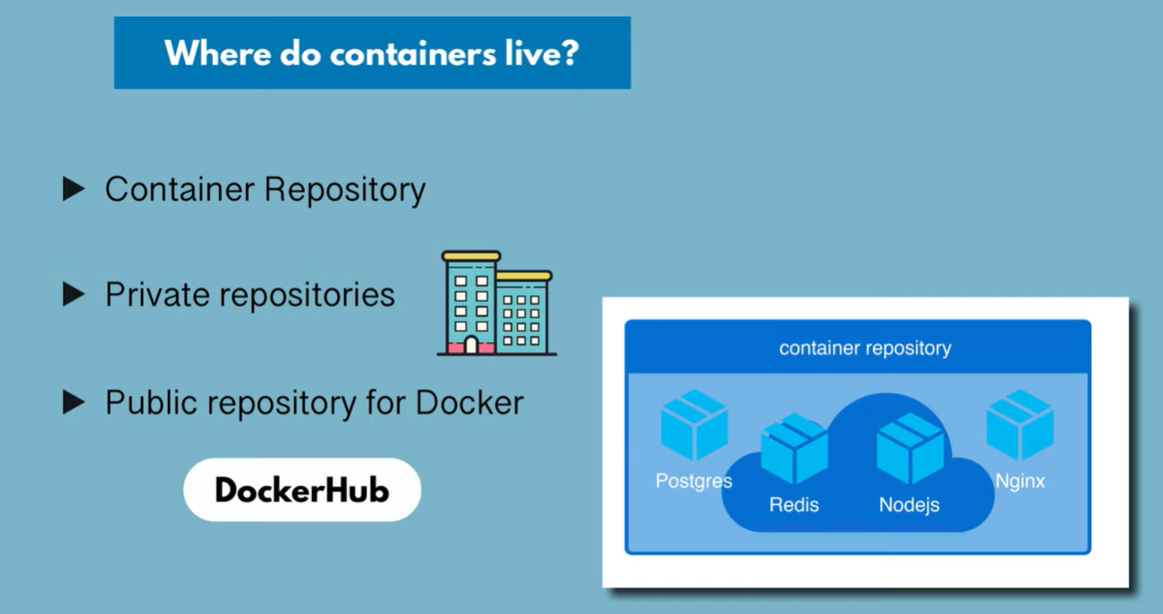 Where do containers live?
Container Repository
Private repositories
Public repository for Docker
DockerHub
container repository
Postgres
Redis
Nodejs
Nginx